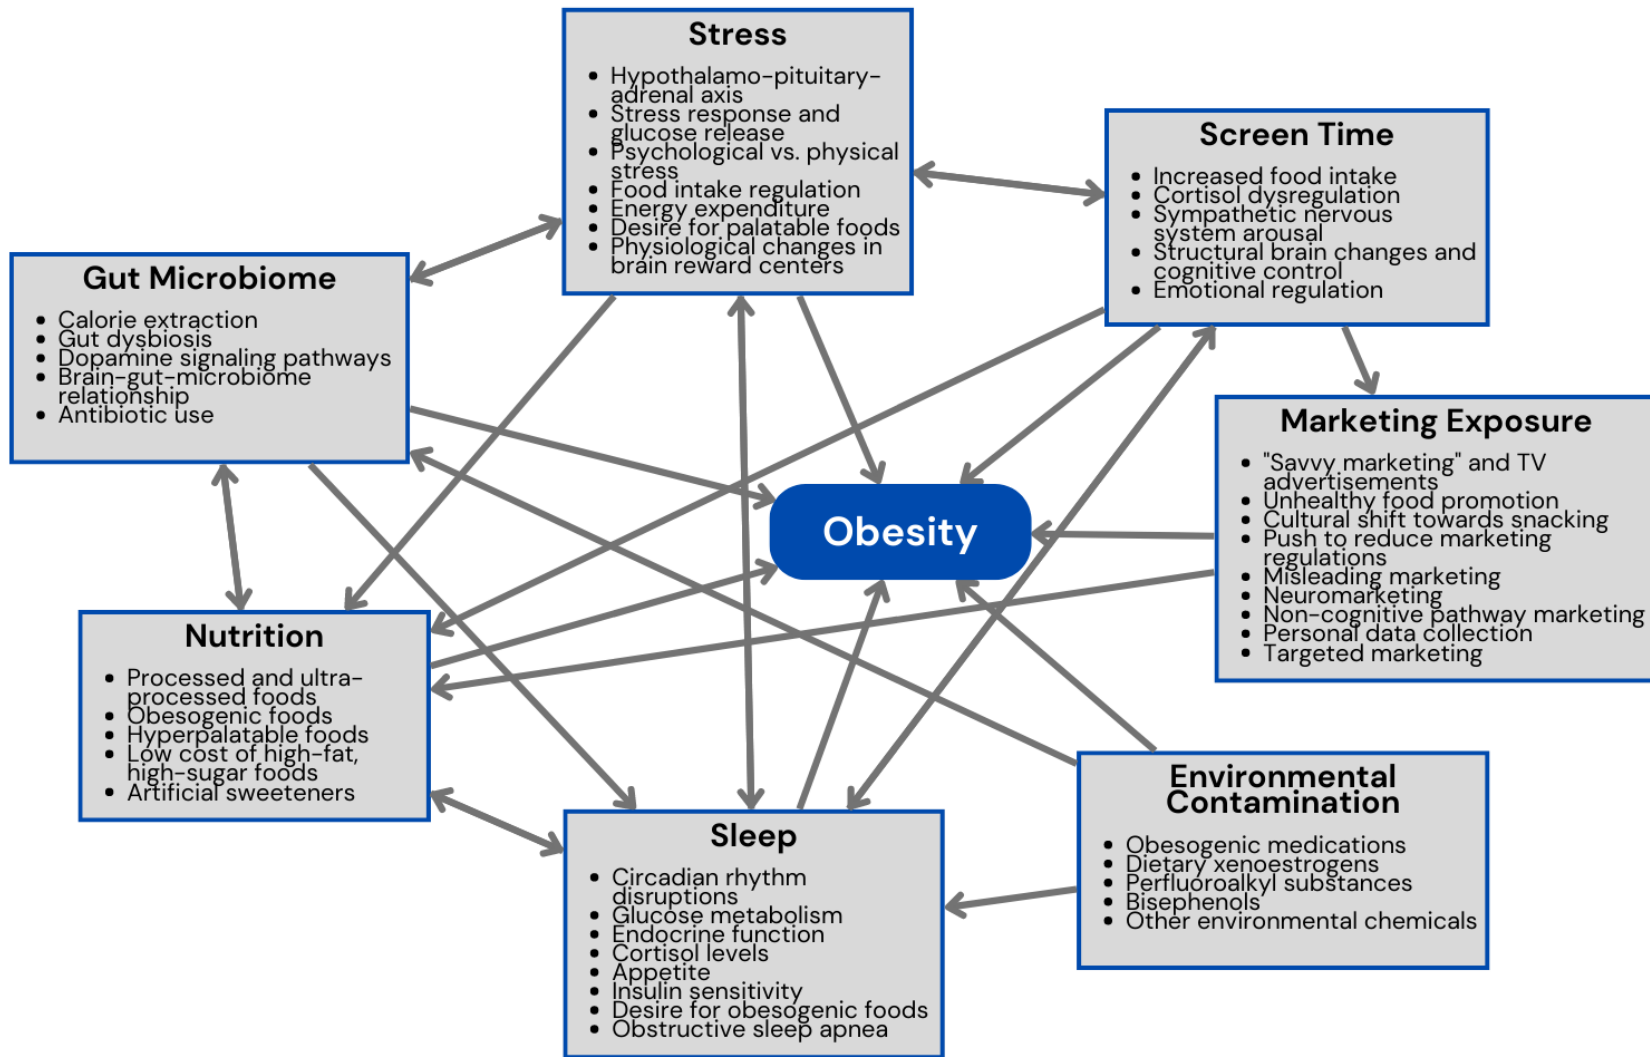 Stress
• Hypothalamo-pituitary-
adrenal axis
• Stress response and
glucose release
• Psychological vs. physical
stress
• Food intake regulation
• Energy expenditure
• Desire for palatable foods
• Physiological changes in
brain reward centers
Screen Time
• Increased food intake
• Cortisol dysregulation
• Sympathetic nervous
system arousal
• Structural brain changes and
cognitive control
• Emotional regulation
Gut Microbiome
• Calorie extraction
• Gut dysbiosis
• Dopamine signaling pathways
• Brain-gut-microbiome
relationship
• Antibiotic use
Marketing Exposure
• "Savvy marketing" and TV
advertisements
• Unhealthy food promotion
• Cultural shift towards snacking
• Push to reduce marketing
regulations
• Misleading marketing
• Neuromarketing
• Non-cognitive pathway marketing
• Personal data collection
• Targeted marketing
Obesity
Nutrition
• Processed and ultra-
processed foods
• Obesogenic foods
• Hyperpalatable foods
• Low cost of high-fat,
high-sugar foods
• Artificial sweeteners
Environmental
Contamination
• Obesogenic medications
• Dietary xenoestrogens
• Perfluoroalkyl substances
• Bisephenols
• Other environmental chemicals
Sleep
• Circadian rhythm
disruptions
• Glucose metabolism
• Endocrine function
• Cortisol levels
• Appetite
• Insulin sensitivity
• Desire for obesogenic foods
• Obstructive sleep apnea